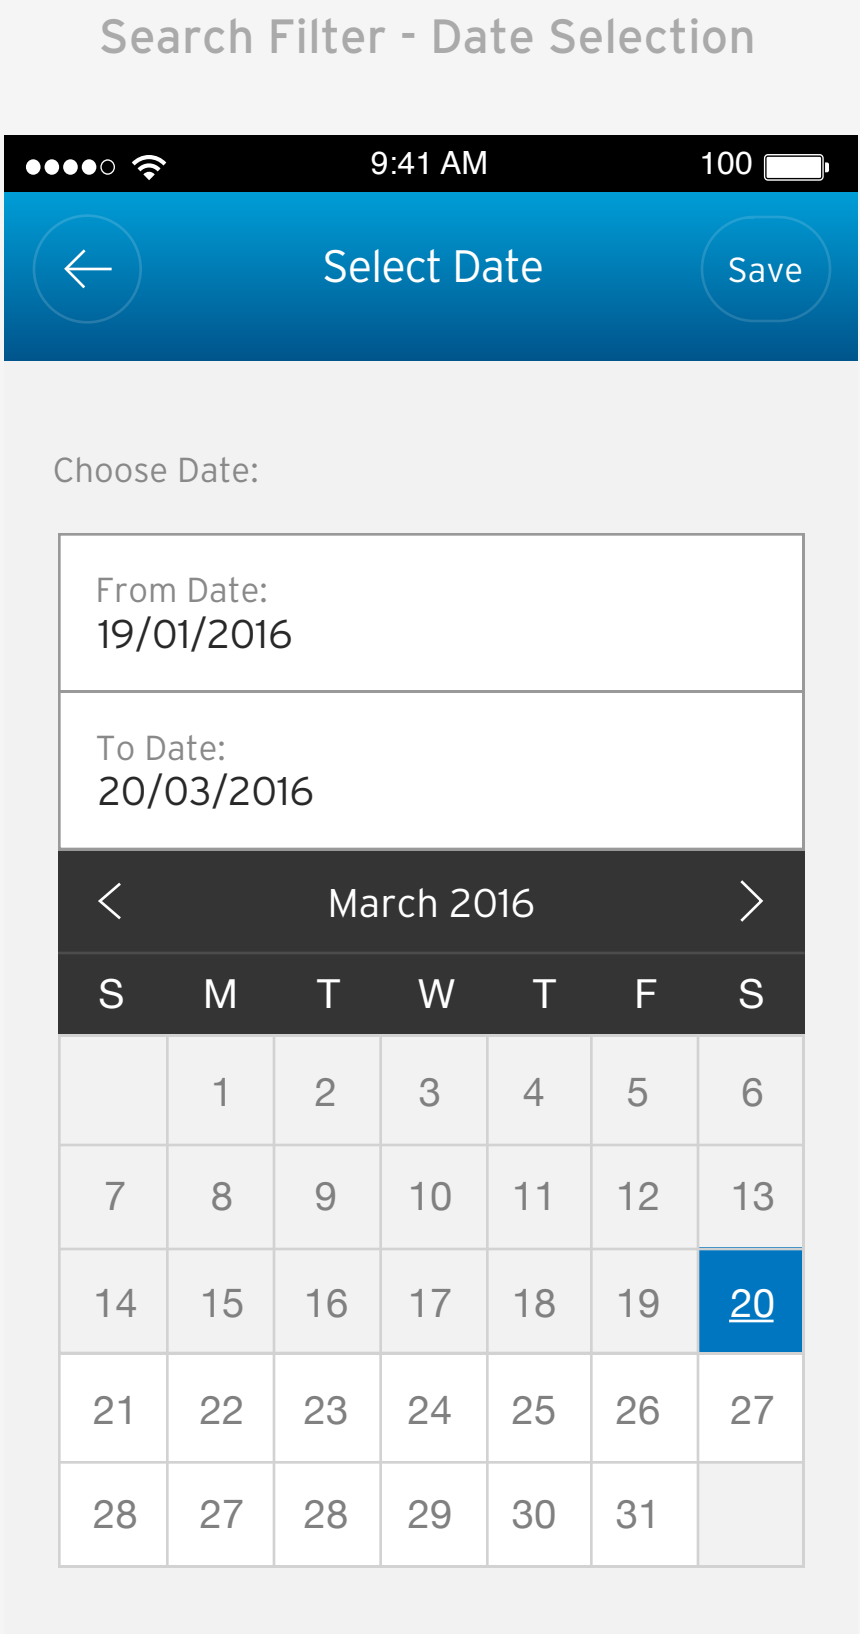 Search Filter - Date Selection
9:41 AM 100
Select Date Save
Choose Date:
From Date:
19/01/2016
To Date:
20/03/2016
March 2016
S M T W T F S
1 2 3 4 5 6
7 8 9 10 11 12 13
14 15 16 17 18 19 20
21 22 23 24 25 26 27
28 27 28 29 30 31